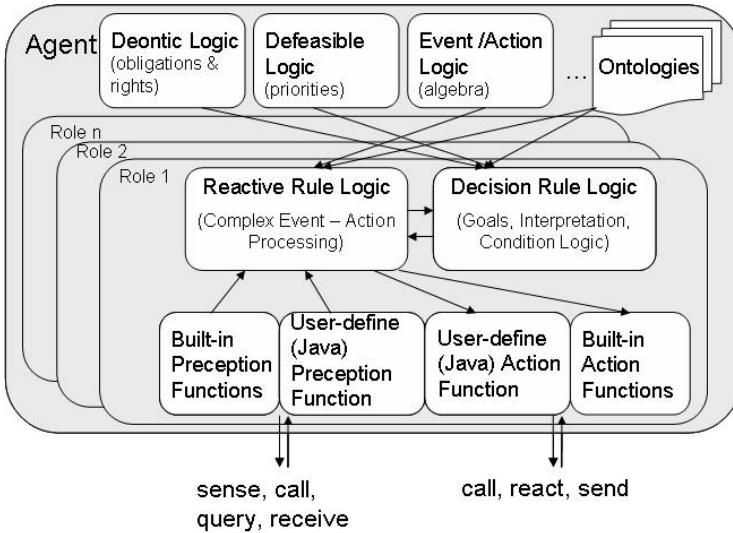 Agent
Deontic Logic
(obligations &
rights)
Defeasible
Logic
(priorities)
Event /Action
Logic
(algebra)
...
Ontologies
Role n
Role 2
Role 1
Reactive Rule Logic
(Complex Event – Action
Processing)
Decision Rule Logic
(Goals, Interpretation,
Condition Logic)
Built-in
Preception
Functions
User-define
(Java)
Preception
Function
User-define
(Java) Action
Function
Built-in
Action
Functions
sense, call,
query, receive
call, react, send